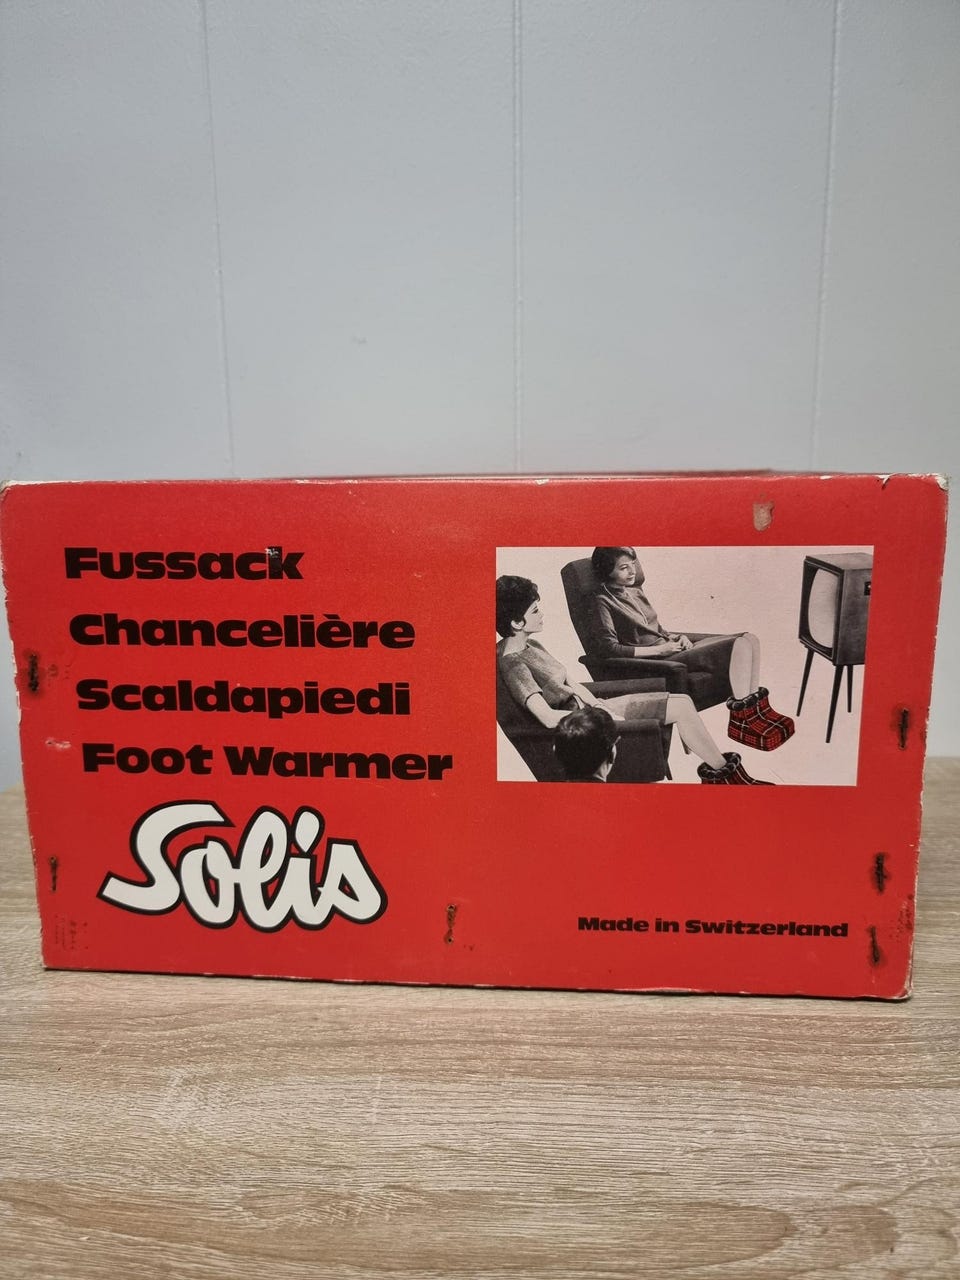 Fussack
Chancelière
Scaldapiedi
Foot Warmer
Solis
Made in Switzerland